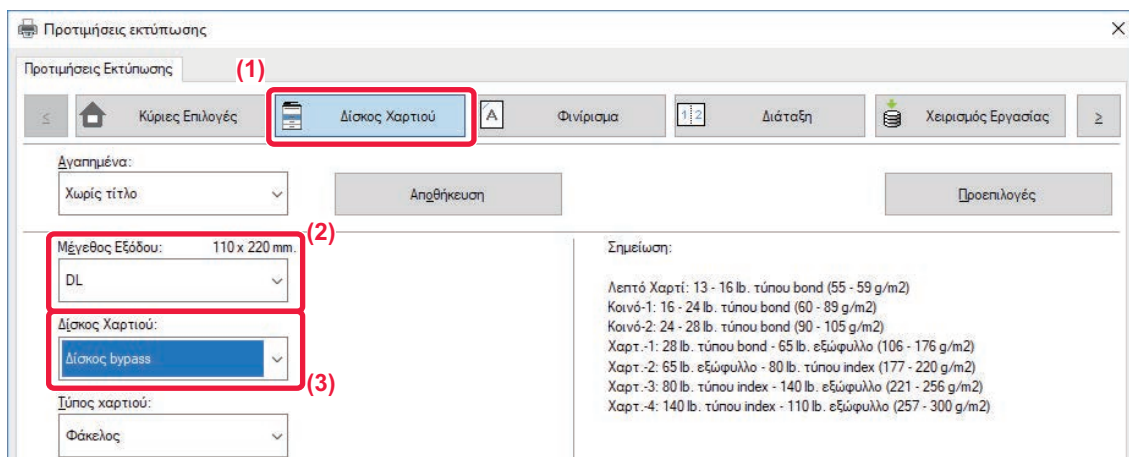 Προτιμήσεις εκτύπωσης
Προτιμήσεις Εκτύπωσης
(1)
< Κύριες Επιλογές Δίσκος Χαρτιού A Φινίρισμα 1 2 Διάταξη Χειρισμός Εργασίας >
Αγαπημένα:
Χωρίς τίτλο Αποθήκευση Προεπιλογές
Μέγεθος Εξόδου: 110 x 220 mm. (2)
DL
Δίσκος Χαρτιού:
Δίσκος bypass
(3)
Τύπος χαρτιού:
Φάκελος
Σημείωση:
Λεπτό Χαρτί: 13 - 16 lb. τύπου bond (55 - 59 g/m2)
Κοινό-1: 16 - 24 lb. τύπου bond (60 - 89 g/m2)
Κοινό-2: 24 - 28 lb. τύπου bond (90 - 105 g/m2)
Χαρτ.-1: 28 lb. τύπου bond - 65 lb. εξώφυλλο (106 - 176 g/m2)
Χαρτ.-2: 65 lb. εξώφυλλο - 80 lb. τύπου index (177 - 220 g/m2)
Χαρτ.-3: 80 lb. τύπου index - 140 lb. εξώφυλλο (221 - 256 g/m2)
Χαρτ.-4: 140 lb. τύπου index - 110 lb. εξώφυλλο (257 - 300 g/m2)